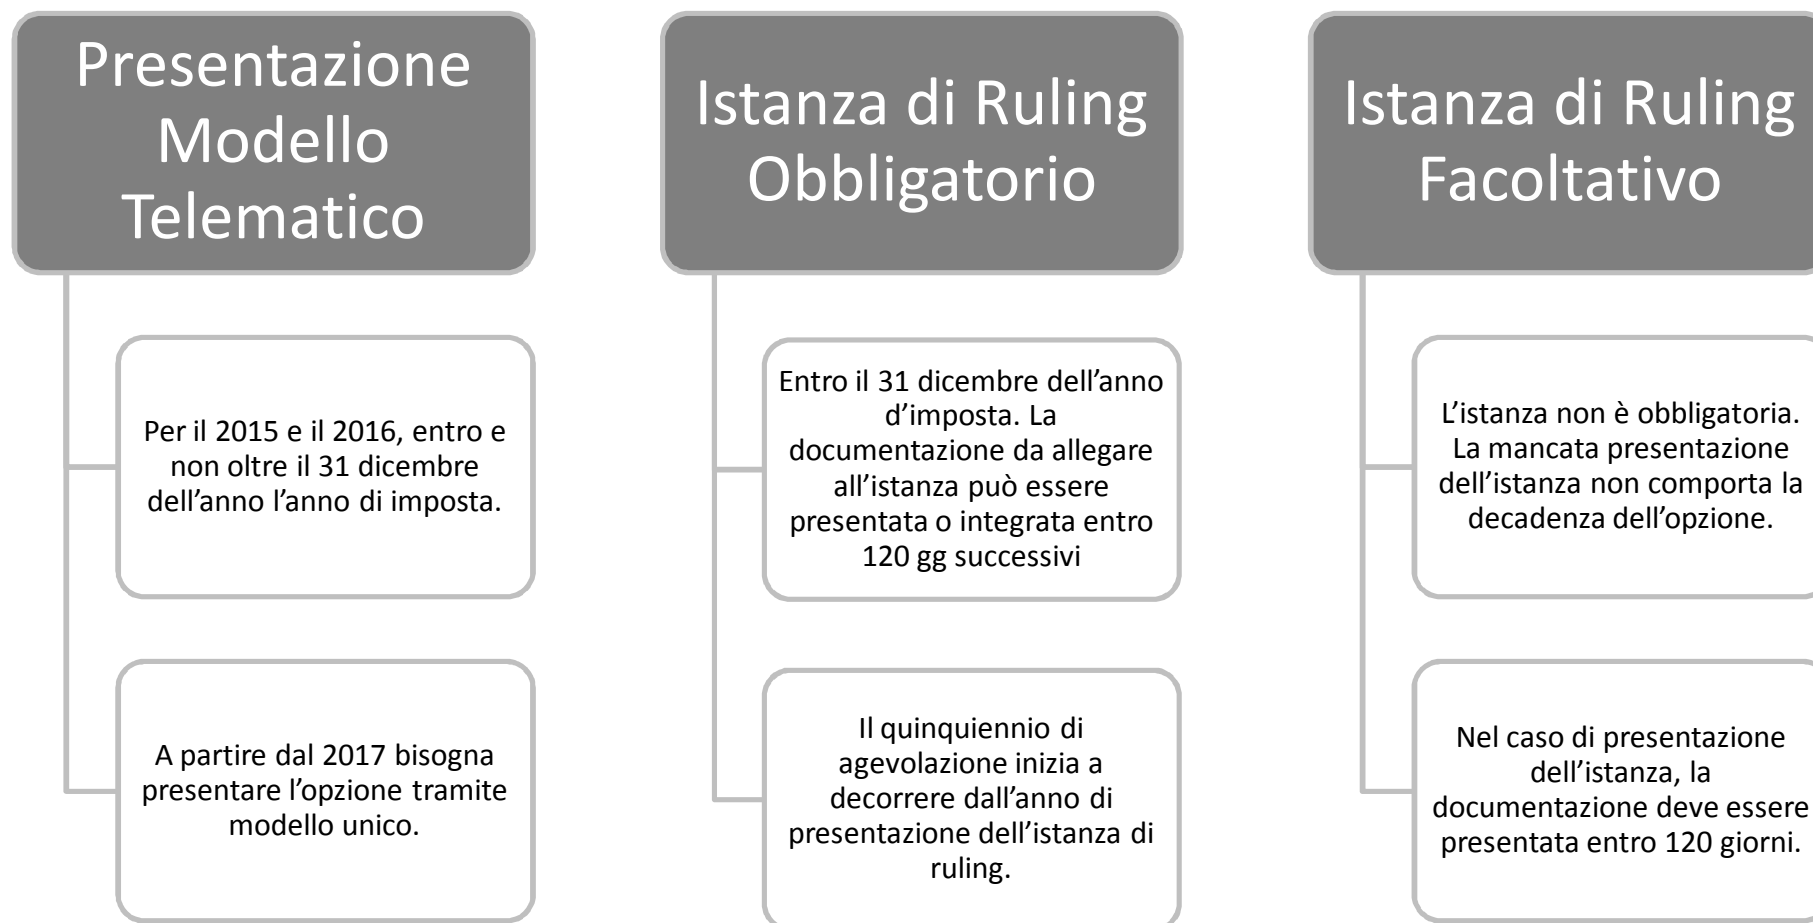 Presentazione
Modello
Telematico
Per il 2015 e il 2016, entro e
non oltre il 31 dicembre
dell’anno l’anno di imposta.
A partire dal 2017 bisogna
presentare l’opzione tramite
modello unico.
Istanza di Ruling
Obbligatorio
Entro il 31 dicembre dell’anno
d’imposta. La
documentazione da allegare
all’istanza può essere
presentata o integrata entro
120 gg successivi
Il quinquiennio di
agevolazione inizia a
decorrere dall’anno di
presentazione dell’istanza di
ruling.
Istanza di Ruling
Facoltativo
L’istanza non è obbligatoria.
La mancata presentazione
dell’istanza non comporta la
decadenza dell’opzione.
Nel caso di presentazione
dell’istanza, la
documentazione deve essere
presentata entro 120 giorni.